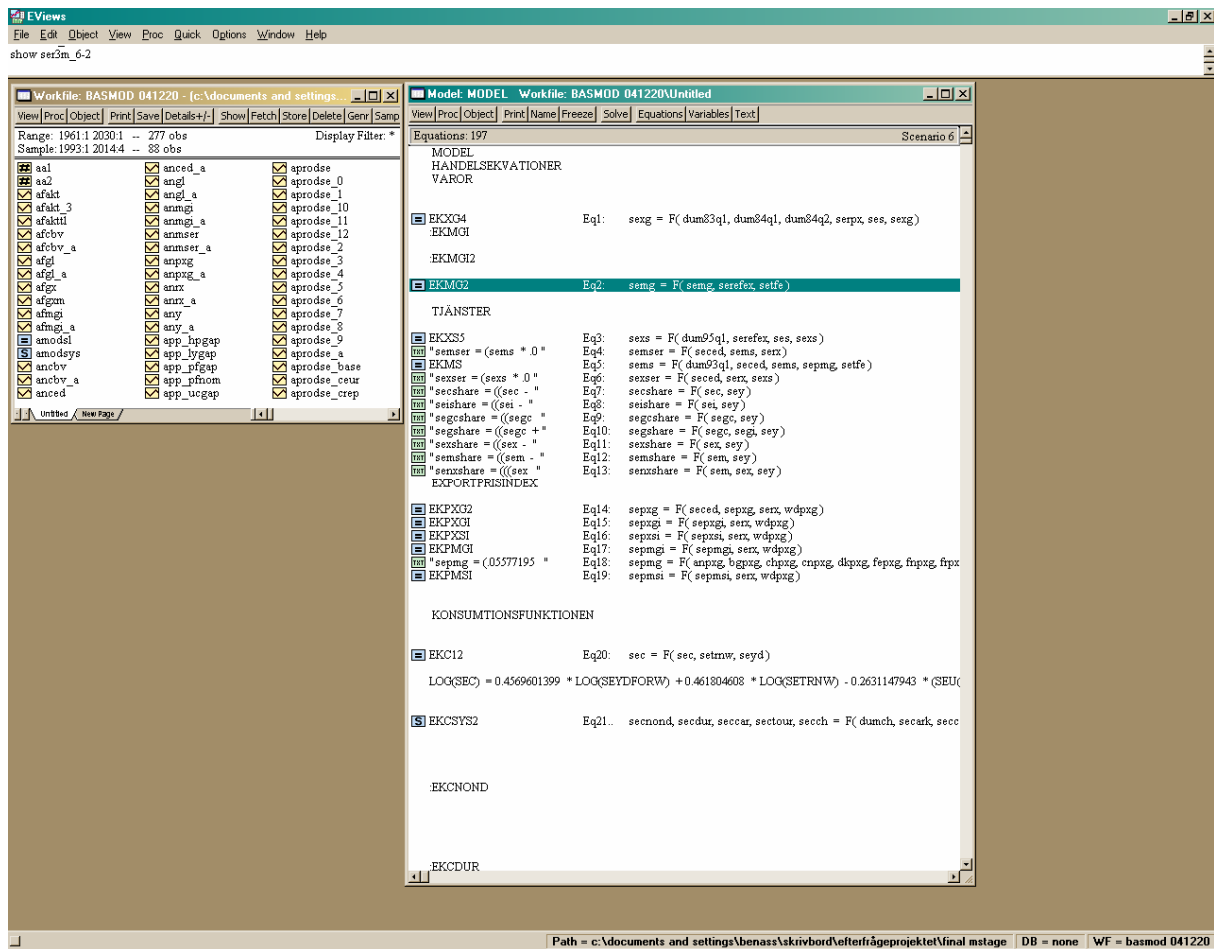 EViews
File Edit Object View Proc Quick Options Window Help
show ser3m_6-2
Workfile: BASMOD 041220 - (c:\documents and settings...
View Proc Object Print Save Details+/- Show Fetch Store Delete Genr Samp
Range: 1961:1 2030:1 -- 277 obs Display Filter: *
Sample: 1993:1 2014:4 -- 88 obs
aa1 anced_a aprodse
aa2 angl aprodse_0
afakt angl_a aprodse_1
afakt_3 anmgi aprodse_10
afakttl anmgi_a aprodse_11
afcbv anmser aprodse_12
afcbv_a anmser_a aprodse_2
afgl anpxg aprodse_3
afgl_a anpxg_a aprodse_4
afgx anrx aprodse_5
afgxm anrx_a aprodse_6
afmgi any aprodse_7
afmgi_a any_a aprodse_8
amodsl app_hpgap aprodse_9
amodsys app_lygap aprodse_a
ancbv app_pfgap aprodse_base
ancbv_a app_pfnom aprodse_ceur
anced app_ucgap aprodse_crep
Untitled New Page
Model: MODEL Workfile: BASMOD 041220\Untitled
View Proc Object Print Name Freeze Solve Equations Variables Text
Equations: 197 Scenario 6
MODEL
HANDELSEKVATIONER
VAROR
EKXG4 Eq1: sexg = F( dum83q1, dum84q1, dum84q2, serpx, ses, sexg )
:EKMGI
:EKMGI2
EKMG2 Eq2: semg = F( semg, serefex, setfe )
TJÄNSTER
EKXS5 Eq3: sexs = F( dum95q1, serefex, ses, sexs )
TXT "semser = (sems * .0 " Eq4: semser = F( seced, sems, serx)
EKMS Eq5: sems = F( dum93q1, seced, sems, sepmg, setfe )
TXT "sexser = (sexs * .0 " Eq6: sexser = F( seced, serx, sexs )
TXT "secshare = ((sec - " Eq7: secshare = F( sec, sey )
TXT "seishare = ((sei - " Eq8: seishare = F( sei, sey )
TXT "segcshare = ((segc " Eq9: segcshare = F( segc, sey )
TXT "segshare = ((segc + " Eq10: segshare = F( segc, segi, sey )
TXT "sexshare = ((sex - " Eq11: sexshare = F( sex, sey )
TXT "semshare = ((sem - " Eq12: semshare = F( sem, sey )
TXT "senxshare = (((sex " Eq13: senxshare = F( sem, sex, sey )
EXPORTPRISINDEX
EKPXG2 Eq14: sepxg = F( seced, sepxg, serx, wdpxg )
EKPXGI Eq15: sepxgi = F( sepxgi, serx, wdpxg )
EKPXSI Eq16: sepxsi = F( sepxsi, serx, wdpxg )
EKPMGI Eq17: sepmgi = F( sepmgi, serx, wdpxg )
TXT "sepmg = (.05577195 " Eq18: sepmg = F( anpxg, bgpxg, chpxg, cnpxg, dkpxg, fepxg, fnpxg, frpx
EKPMSI Eq19: sepmsi = F( sepmsi, serx, wdpxg )
KONSUMTIONSFUNKTIONEN
EKC12 Eq20: sec = F( sec, setrnw, seyd )
LOG(SEC) = 0.4569601399 * LOG(SEYDFORW) + 0.461804608 * LOG(SETRNW) - 0.2631147943 * (SEU(
S EKCSYS2 Eq21.. secnond, secdur, seccar, sectour, secch = F( dumch, secark, secc
:EKCNOND
:EKCDUR
Path = c:\documents and settings\benass\skrivbord\efterfrågeprojektet\final mstage DB = none WF = basmod 041220